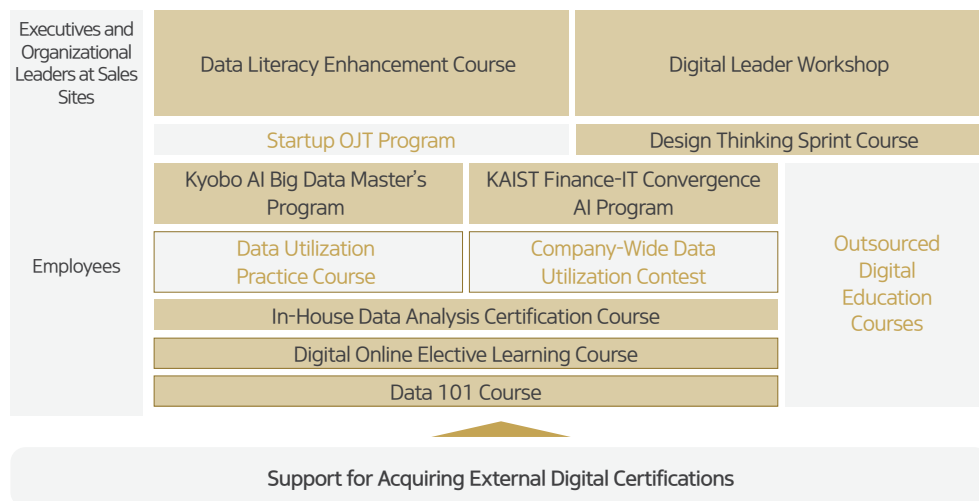 Executives and
Organizational
Leaders at Sales
Sites
Data Literacy Enhancement Course
Digital Leader Workshop
Startup OJT Program
Design Thinking Sprint Course
Employees
Kyobo AI Big Data Master's
Program
KAIST Finance-IT Convergence
AI Program
Data Utilization
Practice Course
Company-Wide Data
Utilization Contest
Outsourced
Digital
Education
Courses
In-House Data Analysis Certification Course
Digital Online Elective Learning Course
Data 101 Course
Support for Acquiring External Digital Certifications